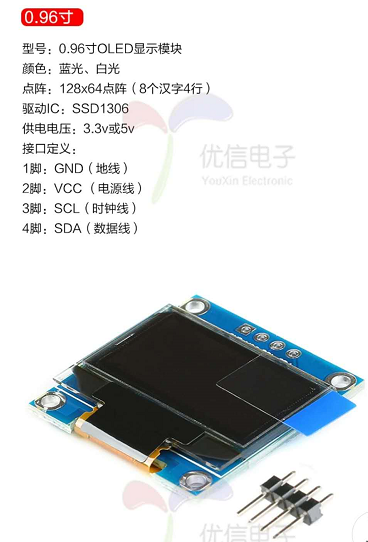 0.96寸
型号：0.96寸OLED显示模块
颜色：蓝光、白光
点阵：128x64点阵（8个汉字4行）
驱动IC：SSD1306
供电电压：3.3v或5v
接口定义：
优信电子
YouXin Electronic
1脚：GND（地线）
2脚：VCC （电源线）
3脚：SCL（时钟线）
4脚：SDA（数据线）
优信电子